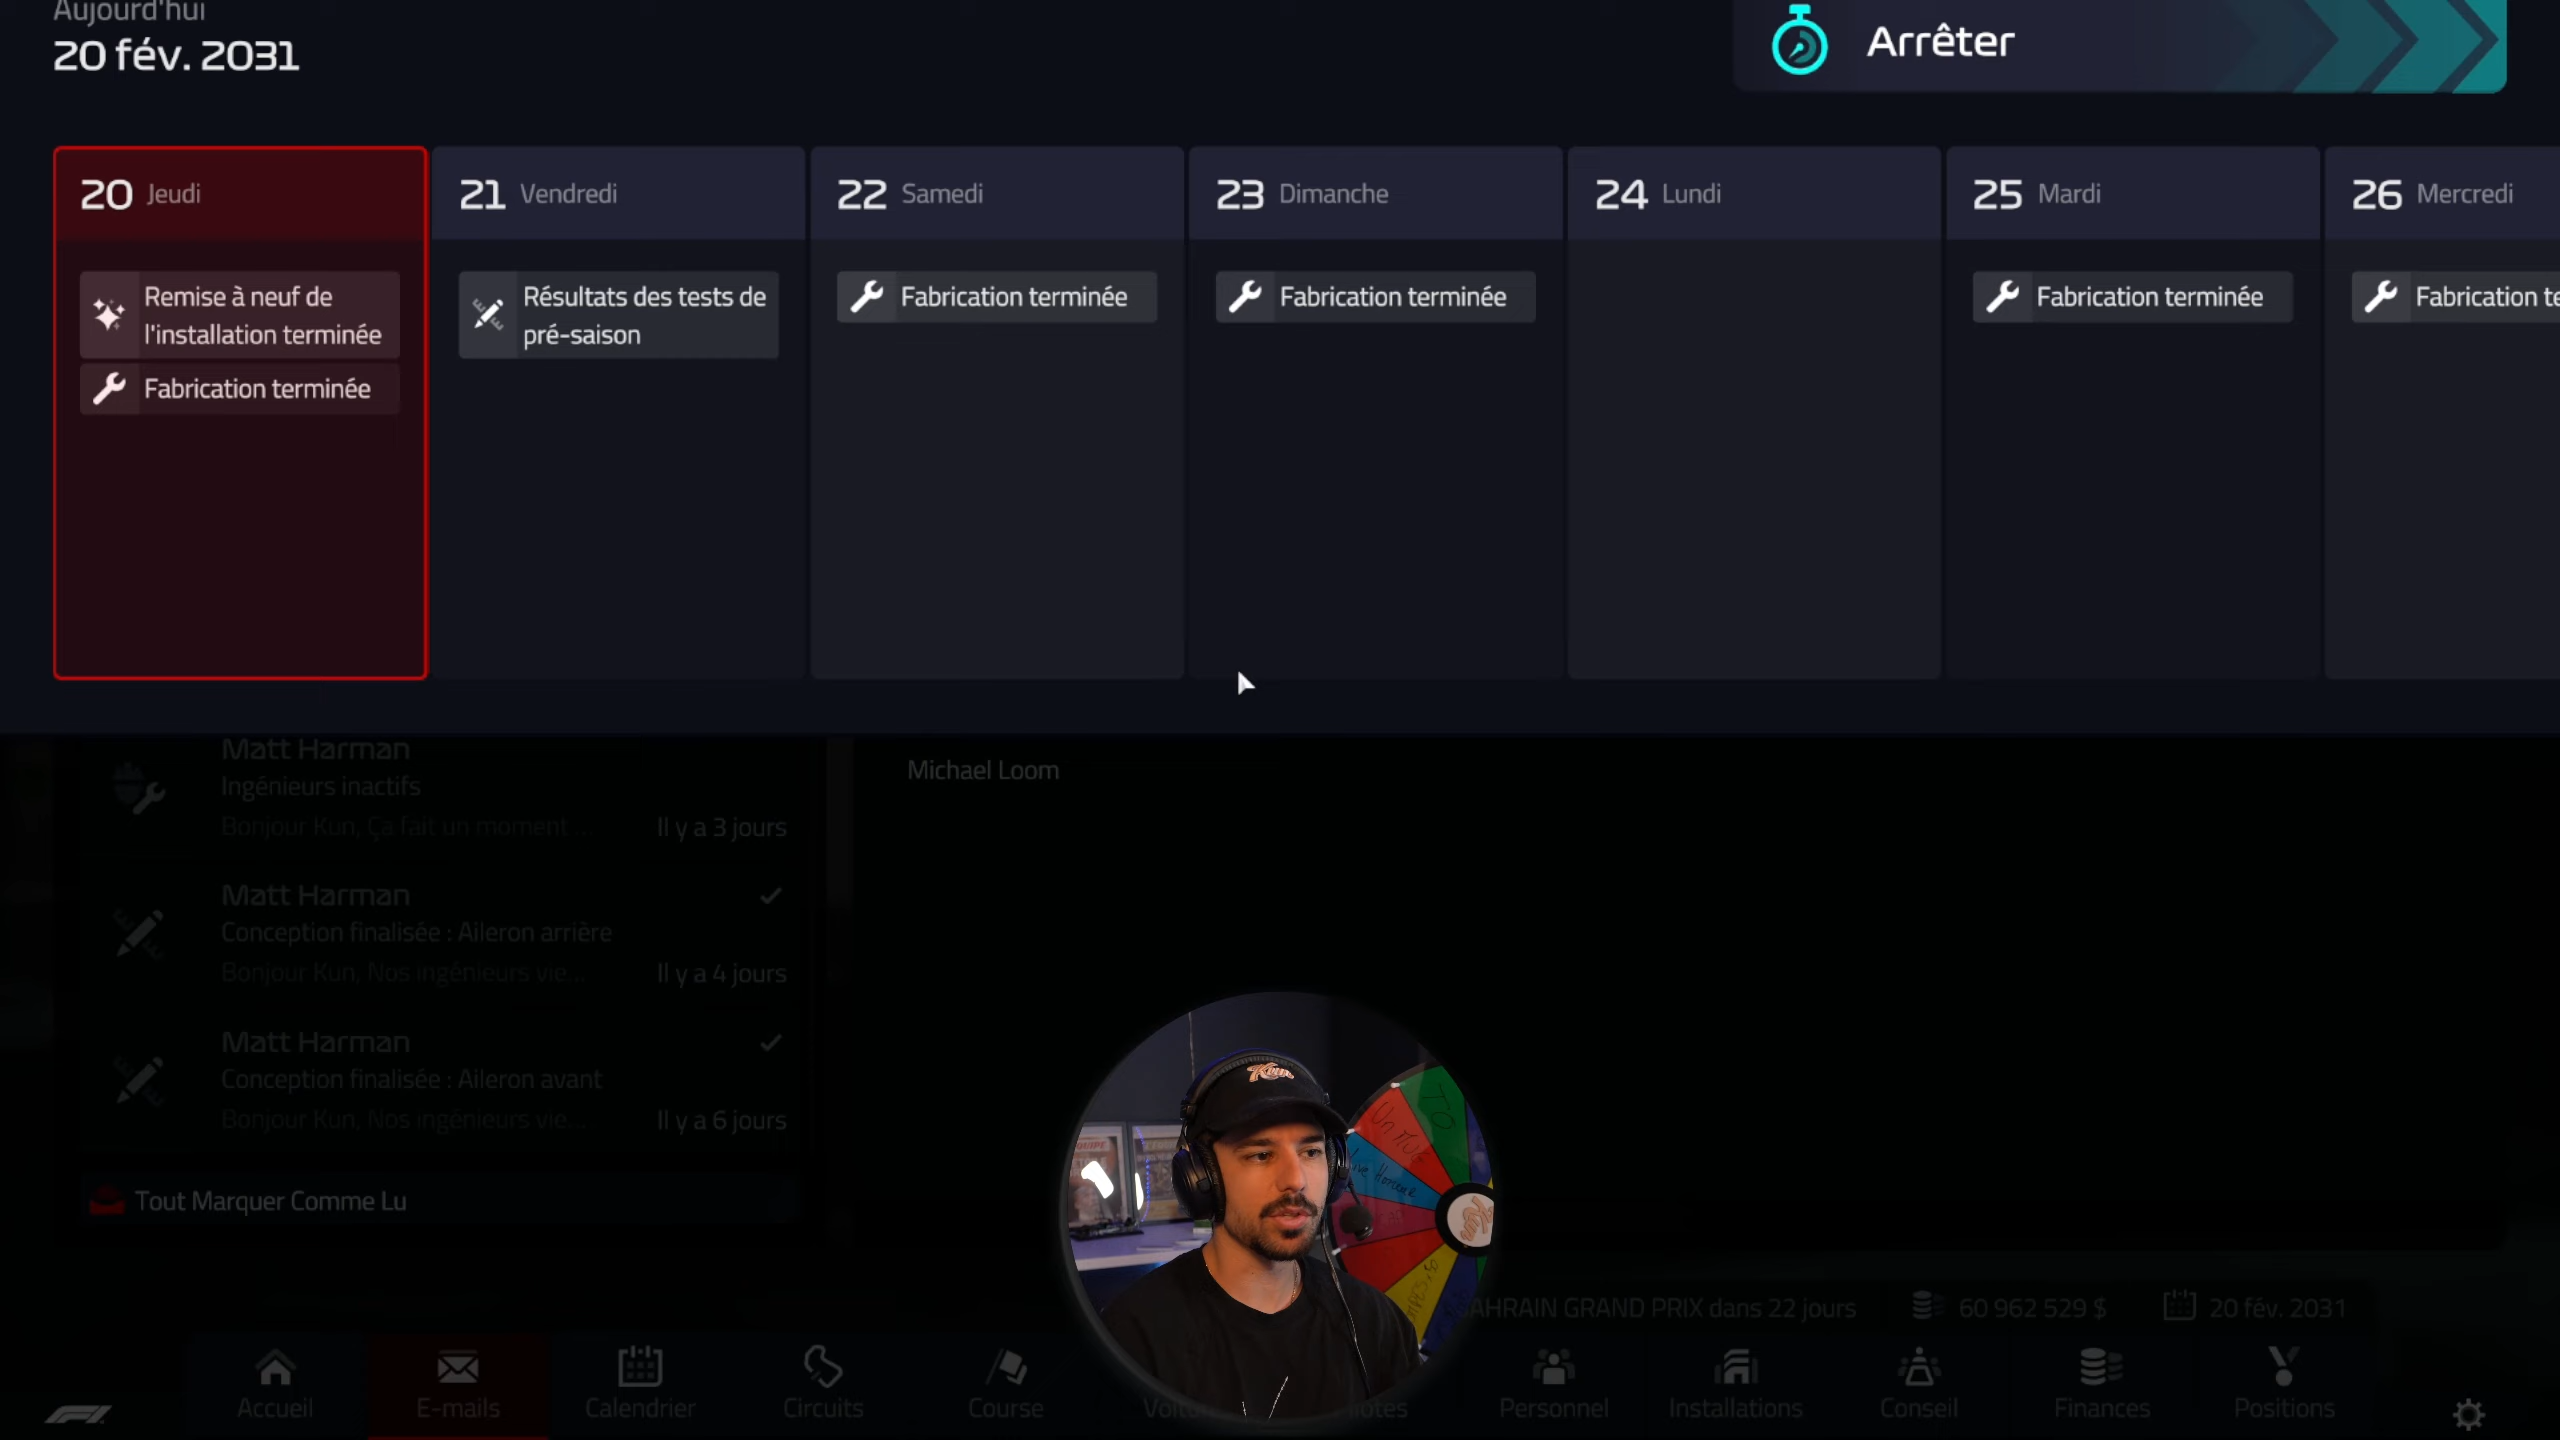 Aujourd'hui
20 fév. 2031
Arrêter
20 Jeudi
21 Vendredi
22 Samedi
23 Dimanche
24 Lundi
25 Mardi
26 Mercredi
Remise à neuf de
l'installation terminée
Fabrication terminée
Résultats des tests de
pré-saison
Fabrication terminée
Fabrication terminée
Fabrication terminée
Fabrication te
Matt Harman
Ingénieurs inactifs
Bonjour Kun, Ça fait un moment ...
Il y a 3 jours
Matt Harman
Conception finalisée : Aileron arrière
Bonjour Kun, Nos ingénieurs vie...
Il y a 4 jours
Matt Harman
Conception finalisée : Aileron avant
Bonjour Kun, Nos ingénieurs vie...
Il y a 6 jours
Tout Marquer Comme Lu
Michael Loom
Kun
TO
AHRAIN GRAND PRIX dans 22 jours
60 962 529 $
20 fév. 2031
Accueil
E-mails
Calendrier
Circuits
Course
Personnel
Installations
Conseil
Finances
Positions